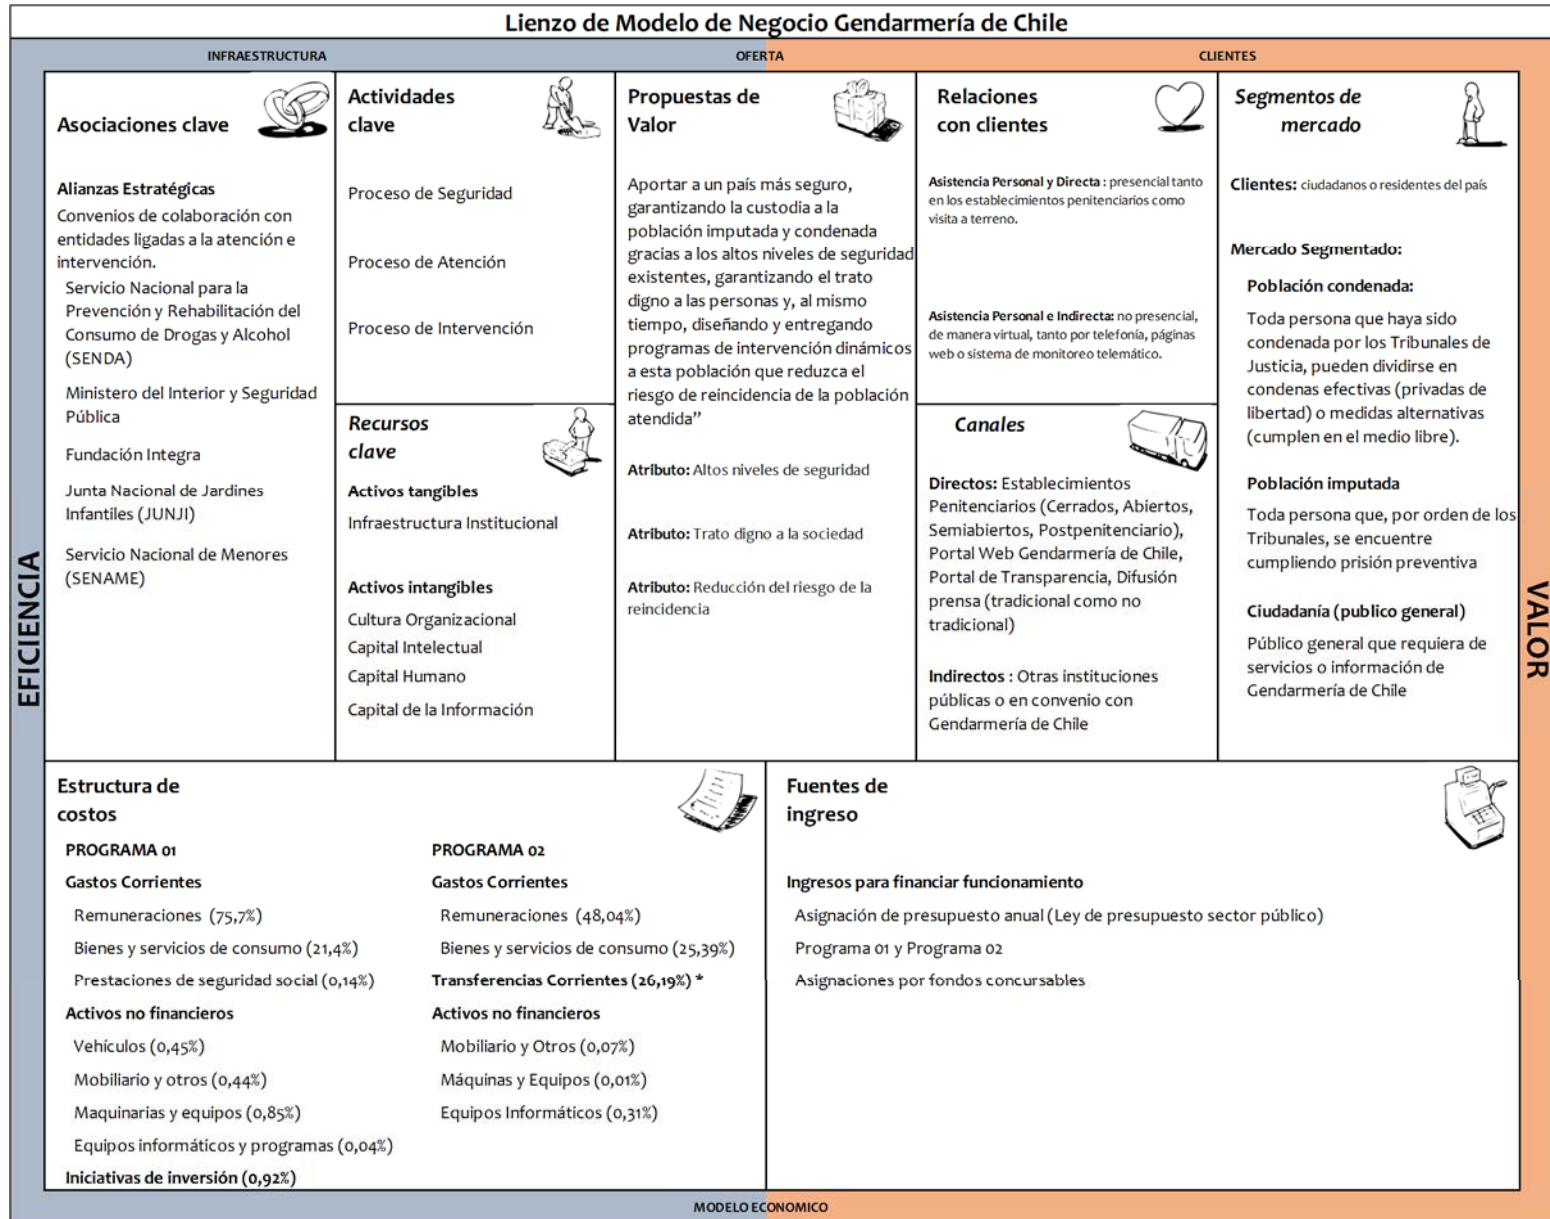 Lienzo de Modelo de Negocio Gendarmería de Chile
INFRAESTRUCTURA
OFERTA
CLIENTES
EFICIENCIA
Asociaciones clave
Alianzas Estratégicas
Convenios de colaboración con
entidades ligadas a la atención e
intervención.
Servicio Nacional para la
Prevención y Rehabilitación del
Consumo de Drogas y Alcohol
(SENDA)
Ministero del Interior y Seguridad
Pública
Fundación Integra
Junta Nacional de Jardines
Infantiles (JUNJI)
Servicio Nacional de Menores
(SENAME)
Actividades
clave
Proceso de Seguridad
Proceso de Atención
Proceso de Intervención
Recursos
clave
Activos tangibles
Infraestructura Institucional
Activos intangibles
Cultura Organizacional
Capital Intelectual
Capital Humano
Capital de la Información
Propuestas de
Valor
Aportar a un país más seguro,
garantizando la custodia a la
población imputada y condenada
gracias a los altos niveles de seguridad
existentes, garantizando el trato
digno a las personas y, al mismo
tiempo, diseñando y entregando
programas de intervención dinámicos
a esta población que reduzca el
riesgo de reincidencia de la población
atendida”
Atributo: Altos niveles de seguridad
Atributo: Trato digno a la sociedad
Atributo: Reducción del riesgo de la
reincidencia
Relaciones
con clientes
Asistencia Personal y Directa : presencial tanto
en los establecimientos penitenciarios como
visita a terreno.
Asistencia Personal e Indirecta: no presencial,
de manera virtual, tanto por telefonía, páginas
web o sistema de monitoreo telemático.
Canales
Directos: Establecimientos
Penitenciarios (Cerrados, Abiertos,
Semiabiertos, Postpenitenciario),
Portal Web Gendarmería de Chile,
Portal de Transparencia, Difusión
prensa (tradicional como no
tradicional)
Indirectos : Otras instituciones
públicas o en convenio con
Gendarmería de Chile
Segmentos de
mercado
Clientes: ciudadanos o residentes del país
Mercado Segmentado:
Población condenada:
Toda persona que haya sido
condenada por los Tribunales de
Justicia, pueden dividirse en
condenas efectivas (privadas de
libertad) o medidas alternativas
(cumplen en el medio libre).
Población imputada
Toda persona que, por orden de los
Tribunales, se encuentre
cumpliendo prisión preventiva
Ciudadanía (publico general)
Público general que requiera de
servicios o información de
Gendarmería de Chile
VALOR
Estructura de
costos
PROGRAMA 01
Gastos Corrientes
Remuneraciones (75,7%)
Bienes y servicios de consumo (21,4%)
Prestaciones de seguridad social (0,14%)
Activos no financieros
Vehículos (0,45%)
Mobiliario y otros (0,44%)
Maquinarias y equipos (0,85%)
Equipos informáticos y programas (0,04%)
Iniciativas de inversión (0,92%)
PROGRAMA 02
Gastos Corrientes
Remuneraciones (48,04%)
Bienes y servicios de consumo (25,39%)
Transferencias Corrientes (26,19%) *
Activos no financieros
Mobiliario y Otros (0,07%)
Máquinas y Equipos (0,01%)
Equipos Informáticos (0,31%)
Fuentes de
ingreso
Ingresos para financiar funcionamiento
Asignación de presupuesto anual (Ley de presupuesto sector público)
Programa 01 y Programa 02
Asignaciones por fondos concursables
MODELO ECONOMICO